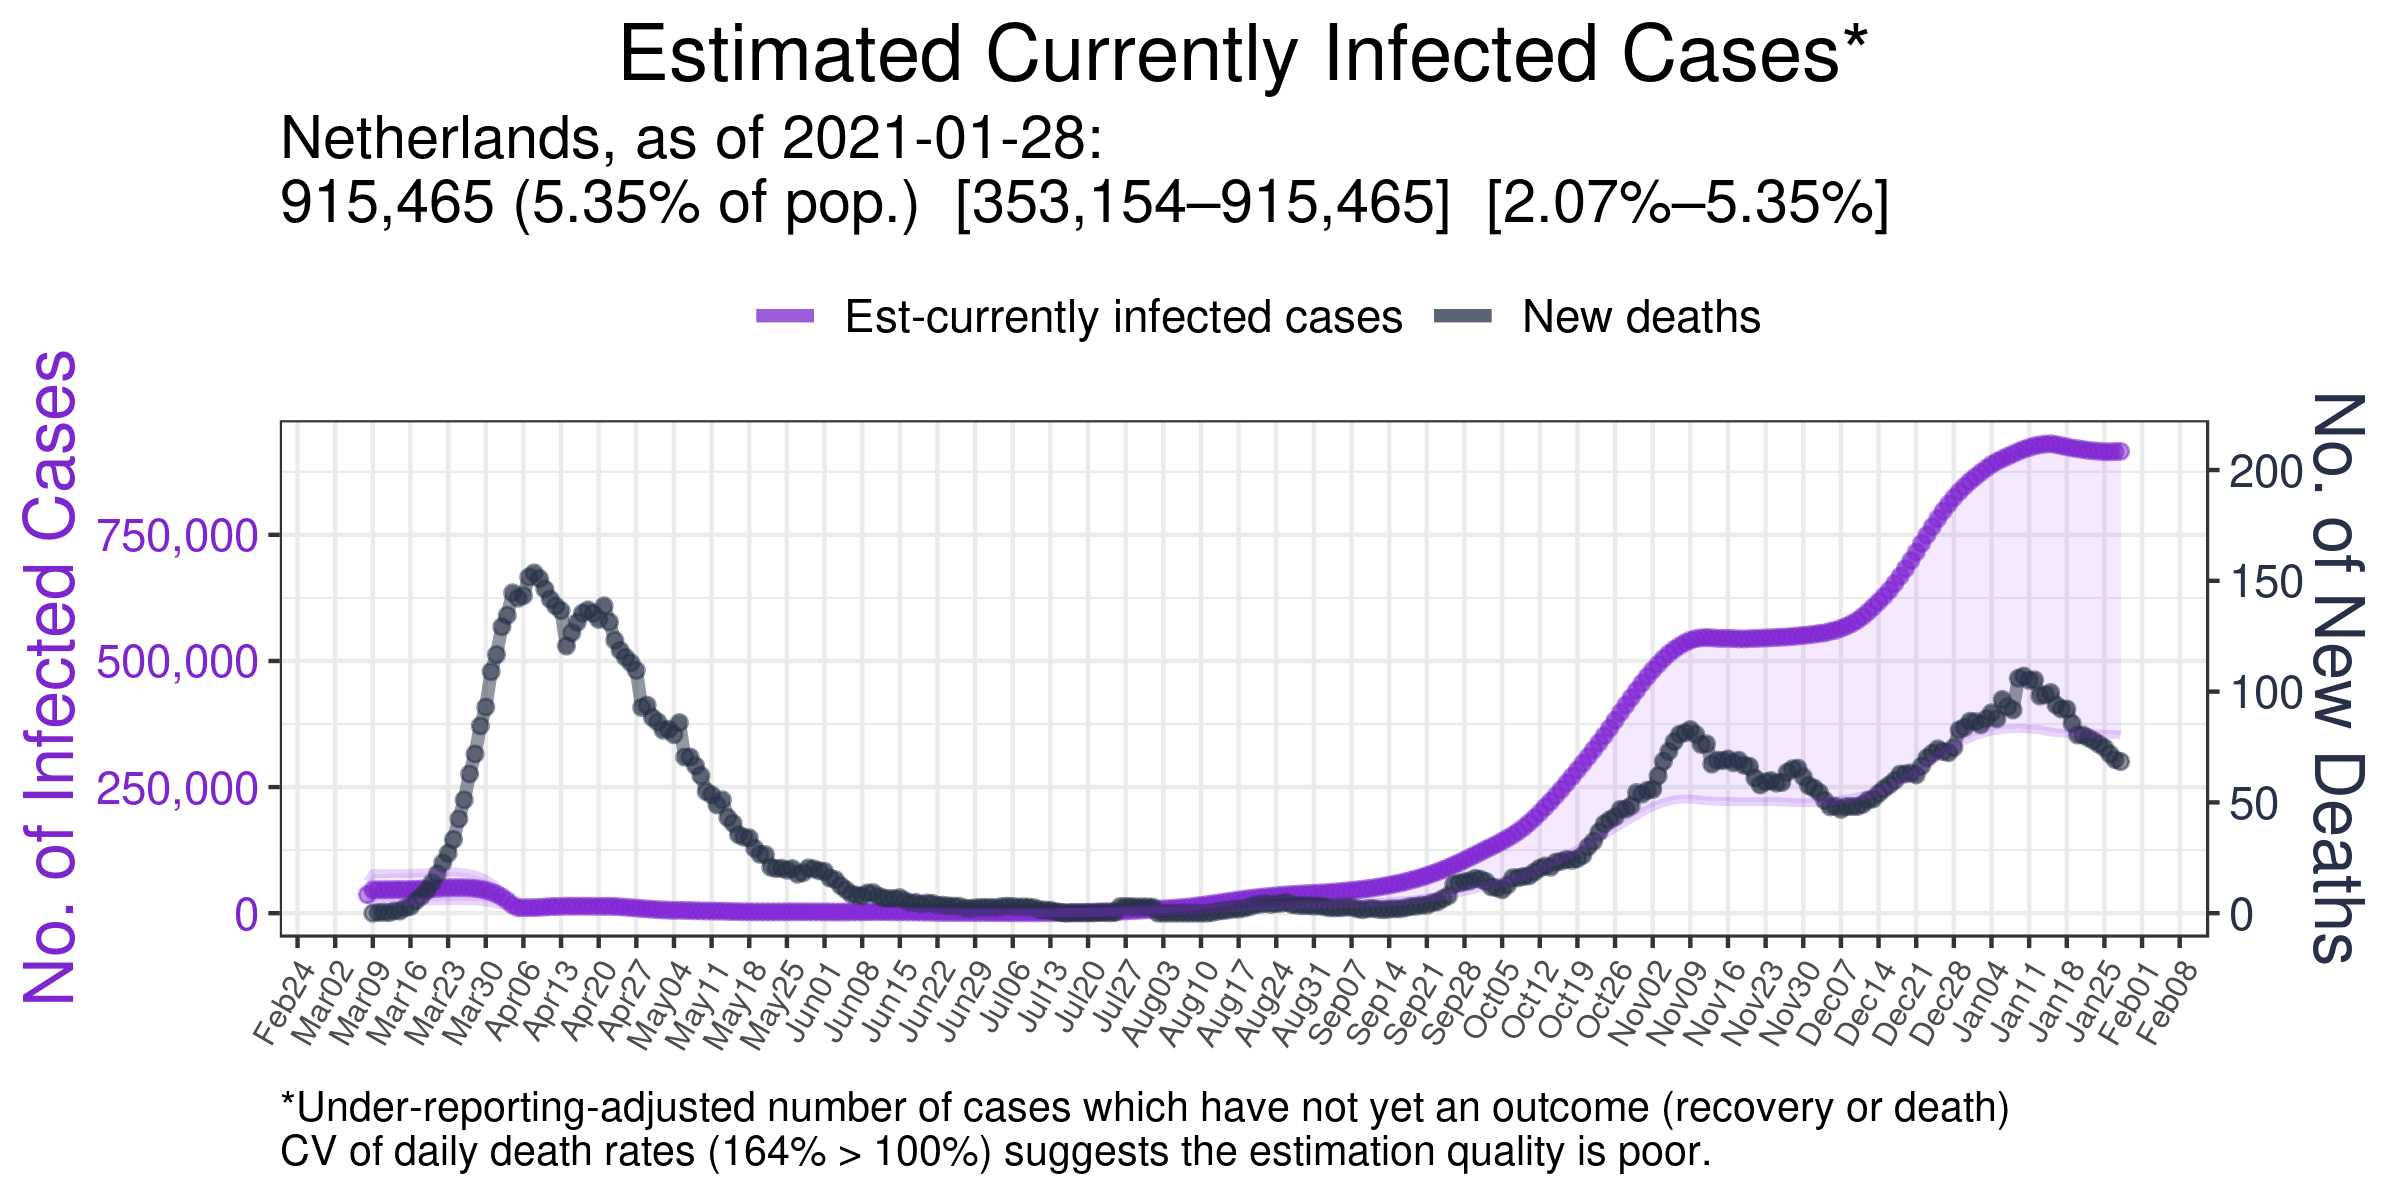 Estimated Currently Infected Cases*
Netherlands, as of 2021-01-28:
915,465 (5.35% of pop.)  [353,154–915,465]  [2.07%–5.35%]
Est-currently infected cases
New deaths
No. of Infected Cases
750,000
500,000
250,000
0
200
150
100
50
0
No. of New Deaths
Feb24
Mar02
Mar09
Mar16
Mar23
Mar30
Apr06
Apr13
Apr20
Apr27
May04
May11
May18
May25
Jun01
Jun08
Jun15
Jun22
Jun29
Jul06
Jul13
Jul20
Jul27
Aug03
Aug10
Aug17
Aug24
Aug31
Sep07
Sep14
Sep21
Sep28
Oct05
Oct12
Oct19
Oct26
Nov02
Nov09
Nov16
Nov23
Nov30
Dec07
Dec14
Dec21
Dec28
Jan04
Jan11
Jan18
Jan25
Feb01
Feb08
*Under-reporting-adjusted number of cases which have not yet an outcome (recovery or death)
CV of daily death rates (164% > 100%) suggests the estimation quality is poor.